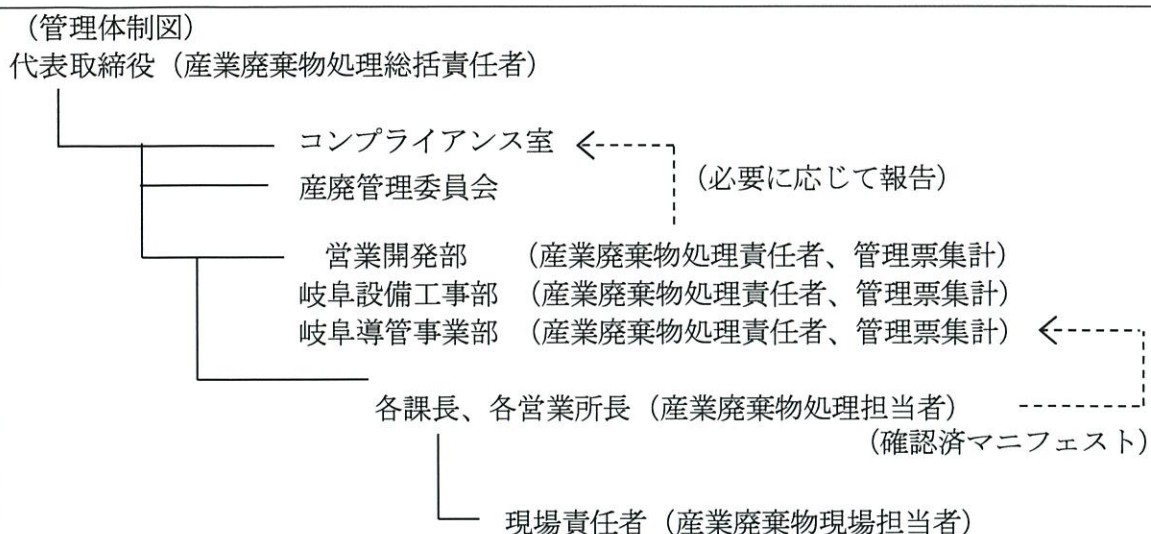 （管理体制図）
代表取締役（産業廃棄物処理総括責任者）
コンプライアンス室
産廃管理委員会
（必要に応じて報告）
営業開発部　（産業廃棄物処理責任者、管理票集計）
岐阜設備工事部　（産業廃棄物処理責任者、管理票集計）
岐阜導管事業部　（産業廃棄物処理責任者、管理票集計）
各課長、各営業所長（産業廃棄物処理担当者）
（確認済マニフェスト）
現場責任者（産業廃棄物現場担当者）